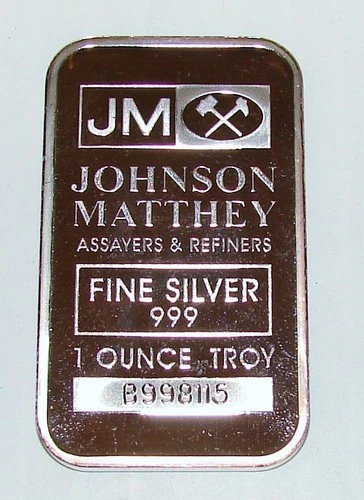 JM
JOHNSON
MATTHEY
ASSAYERS & REFINERS
FINE SILVER
999
1 OUNCE TROY
B998115